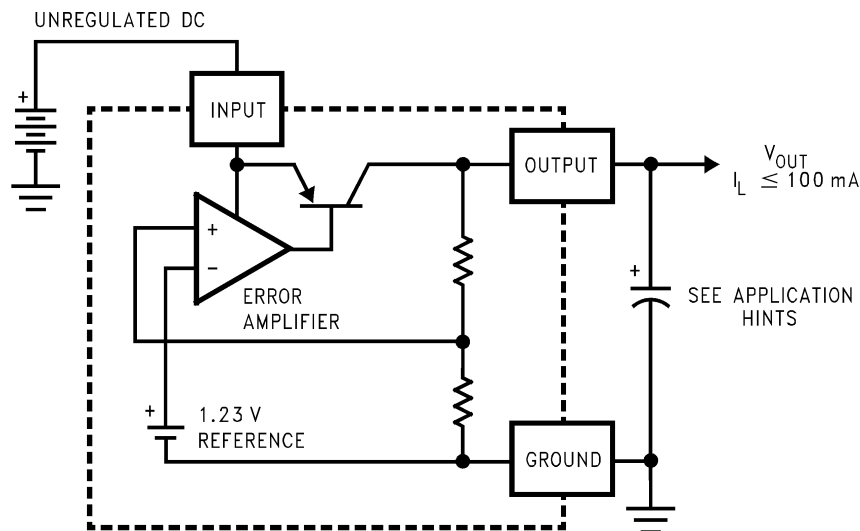 UNREGULATED DC
+
INPUT
OUTPUT
V_OUT
I_L ≤ 100 mA
+
−
ERROR
AMPLIFIER
+
SEE APPLICATION
HINTS
+
1.23 V
REFERENCE
GROUND